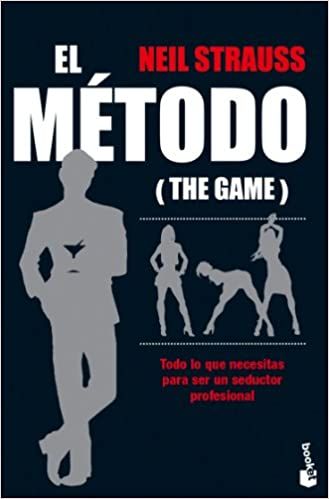 EL
NEIL STRAUSS
MÉTODO
(THE GAME)
Todo lo que necesitas
para ser un seductor
profesional
booket